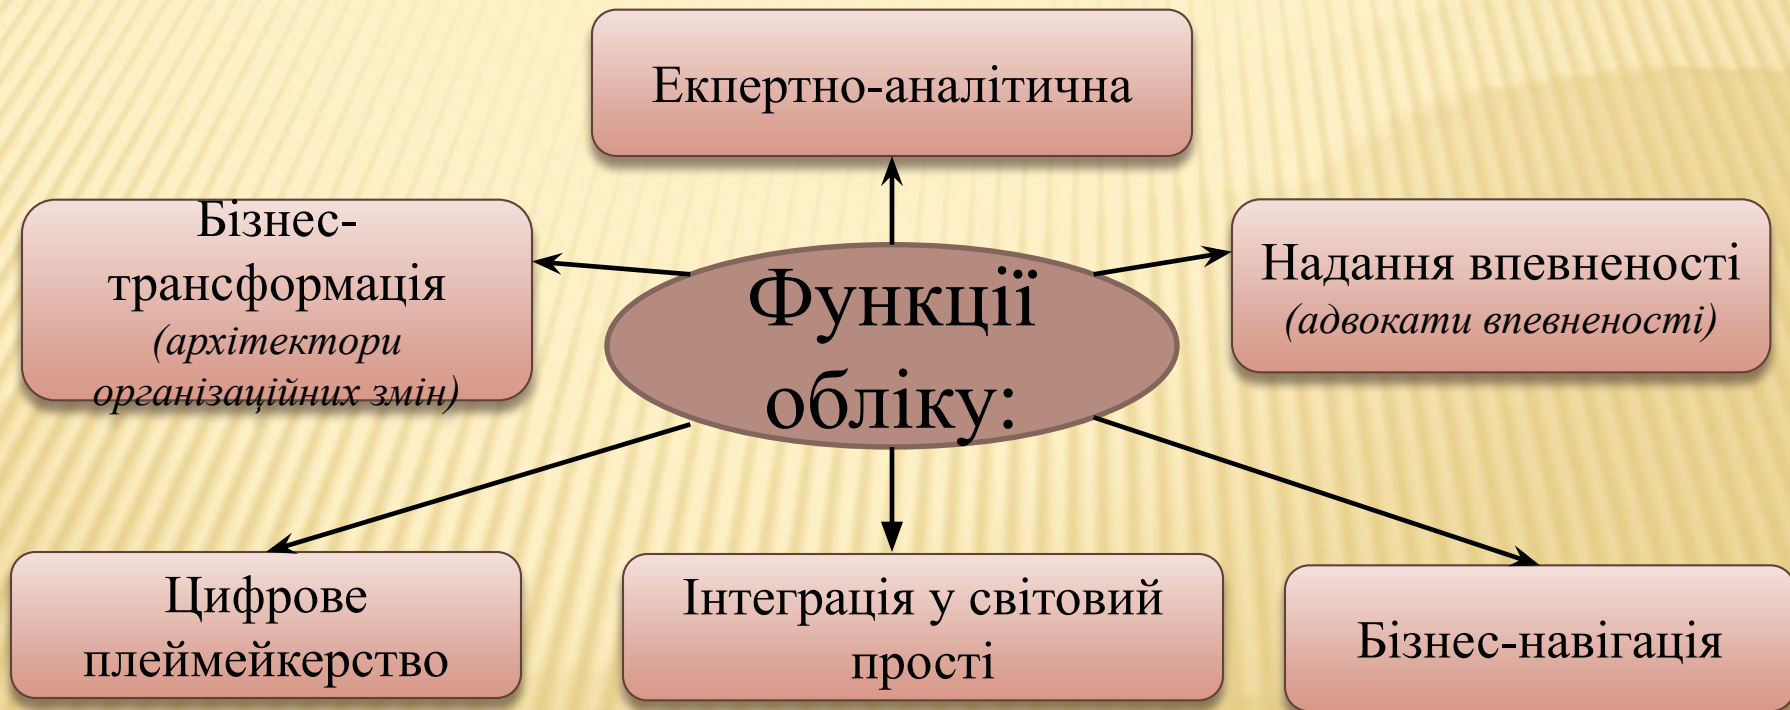 Екпертно-аналітична
Бізнес-
трансформація
(архітектори
організаційних змін)
Функції
обліку:
Надання впевненості
(адвокати впевненості)
Цифрове
плеймейкерство
Інтеграція у світовий
прості
Бізнес-навігація